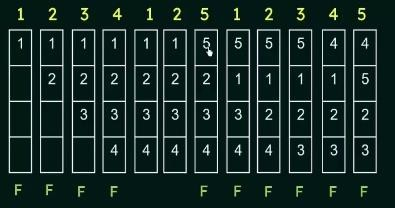 1 2 3 4 1 2 5 1 2 3 4 5
1 1 1 1 1 1 5 5 5 5 4 4
2 2 2 2 2 2 1 1 1 1 5
3 3 3 3 3 3 2 2 2 2
4 4 4 4 4 4 3 3 3
F F F F F F F F F F